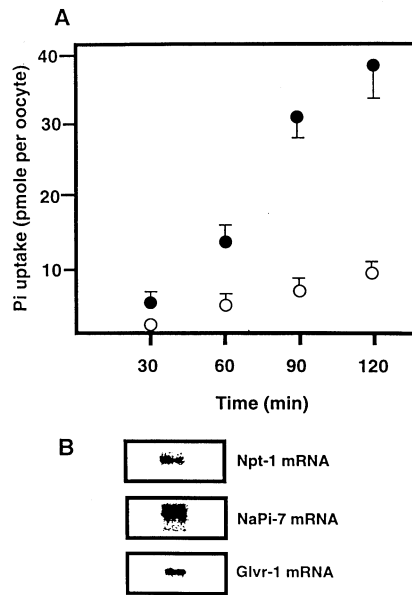 A
Pi uptake (pmole per oocyte)
40
30
20
10
30 60 90 120
Time (min)
B
Npt-1 mRNA
NaPi-7 mRNA
Glvr-1 mRNA